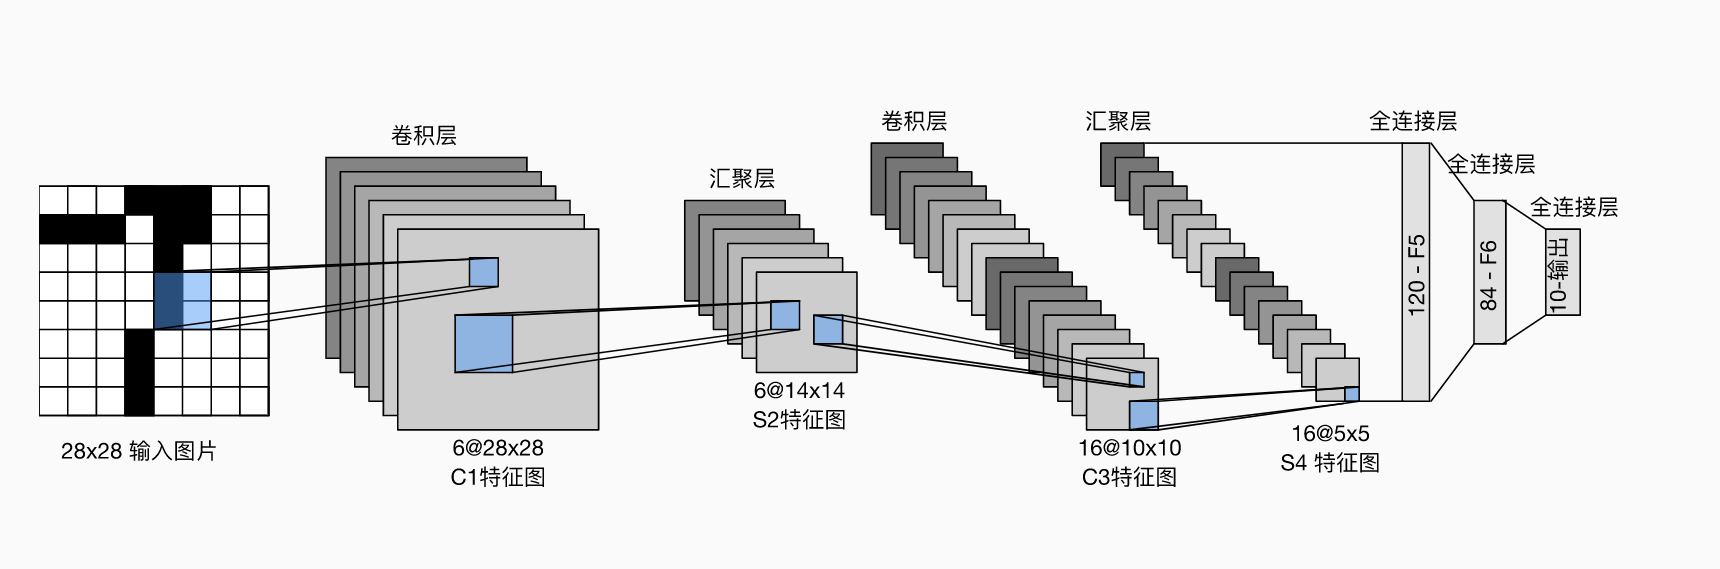 卷积层
汇聚层
卷积层
汇聚层
全连接层
全连接层
全连接层
120 - F5
84 - F6
10-输出
28x28 输入图片
6@28x28
C1特征图
6@14x14
S2特征图
16@10x10
C3特征图
16@5x5
S4 特征图